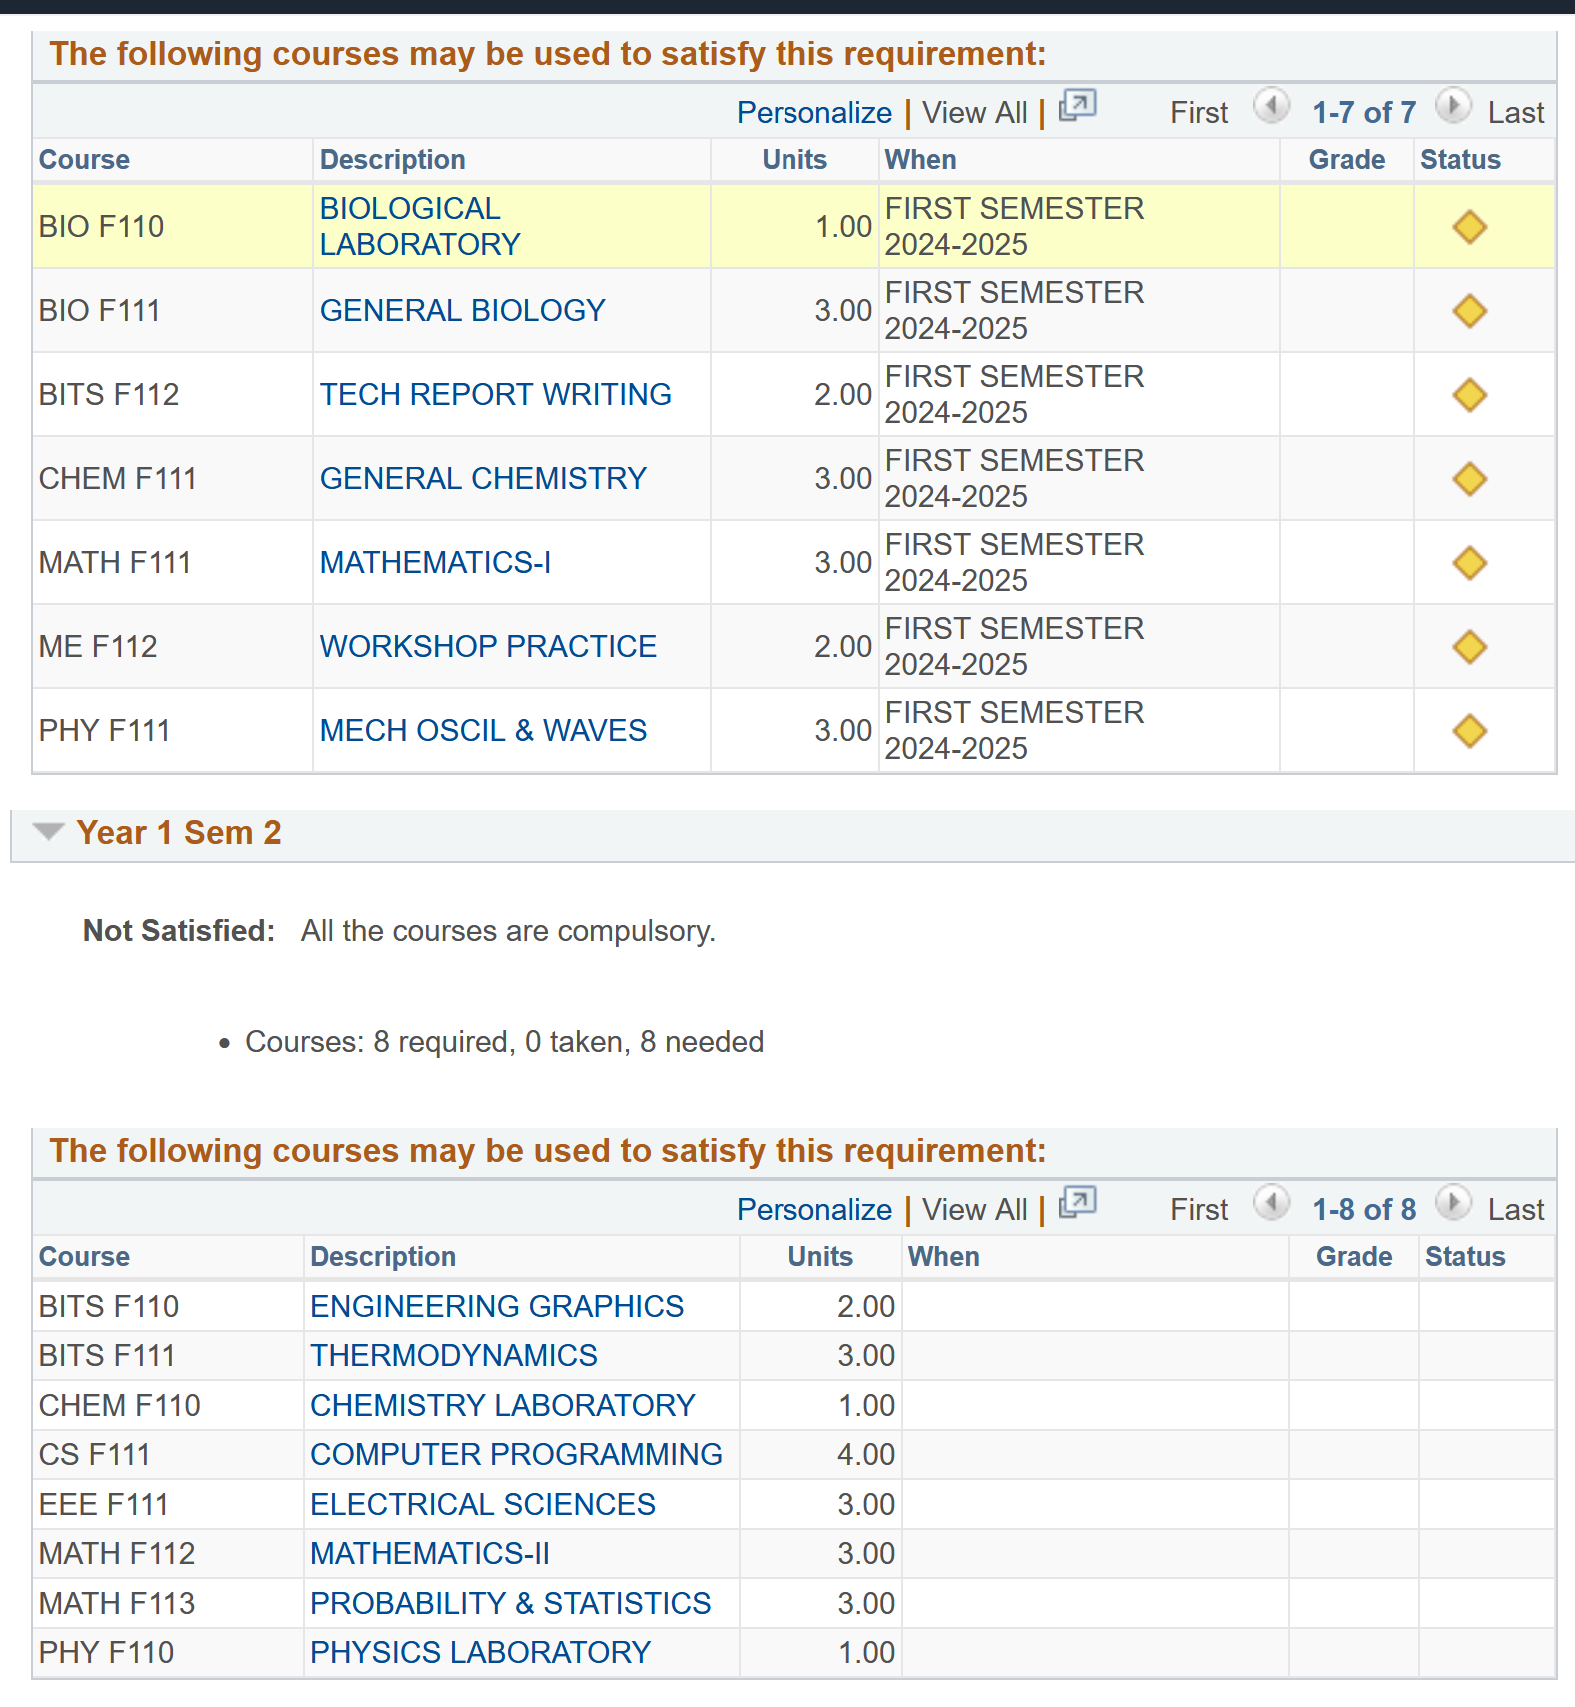 The following courses may be used to satisfy this requirement:
Personalize | View All | First 1-7 of 7 Last
Course Description Units When Grade Status
BIO F110 BIOLOGICAL LABORATORY 1.00 FIRST SEMESTER 2024-2025
BIO F111 GENERAL BIOLOGY 3.00 FIRST SEMESTER 2024-2025
BITS F112 TECH REPORT WRITING 2.00 FIRST SEMESTER 2024-2025
CHEM F111 GENERAL CHEMISTRY 3.00 FIRST SEMESTER 2024-2025
MATH F111 MATHEMATICS-I 3.00 FIRST SEMESTER 2024-2025
ME F112 WORKSHOP PRACTICE 2.00 FIRST SEMESTER 2024-2025
PHY F111 MECH OSCIL & WAVES 3.00 FIRST SEMESTER 2024-2025
Year 1 Sem 2
Not Satisfied: All the courses are compulsory.
• Courses: 8 required, 0 taken, 8 needed
The following courses may be used to satisfy this requirement:
Personalize | View All | First 1-8 of 8 Last
Course Description Units When Grade Status
BITS F110 ENGINEERING GRAPHICS 2.00
BITS F111 THERMODYNAMICS 3.00
CHEM F110 CHEMISTRY LABORATORY 1.00
CS F111 COMPUTER PROGRAMMING 4.00
EEE F111 ELECTRICAL SCIENCES 3.00
MATH F112 MATHEMATICS-II 3.00
MATH F113 PROBABILITY & STATISTICS 3.00
PHY F110 PHYSICS LABORATORY 1.00